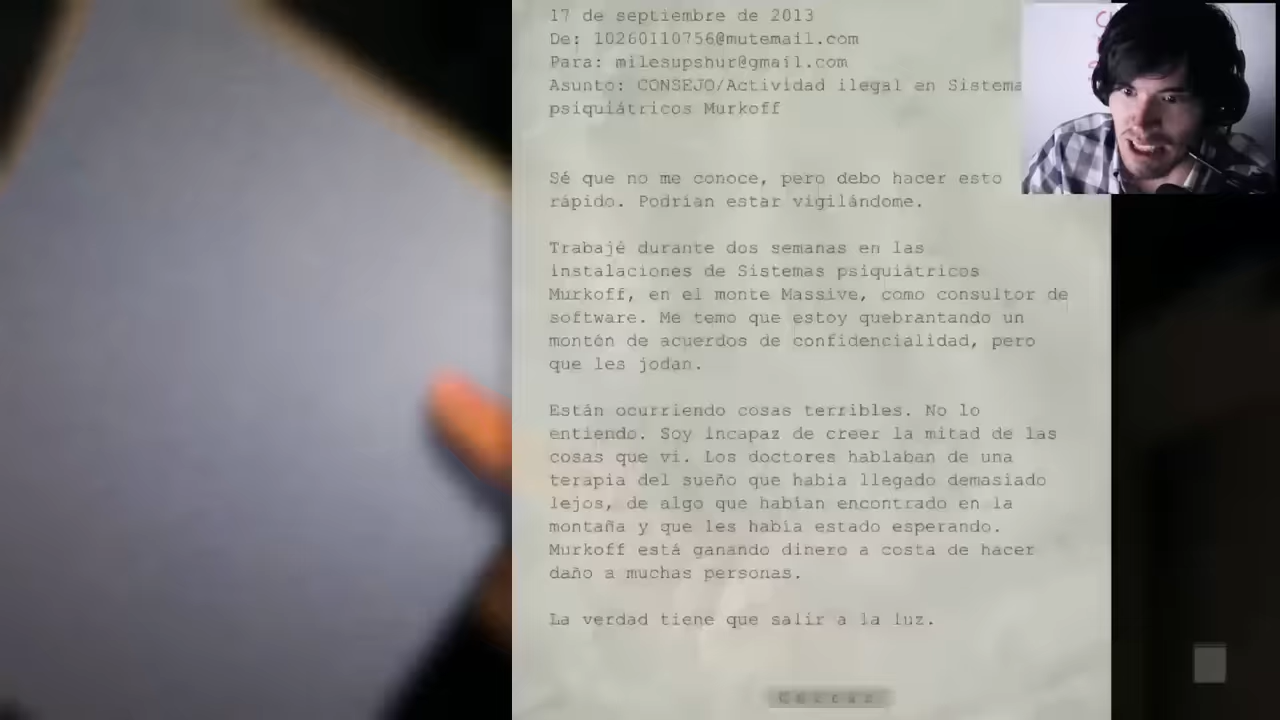 17 de septiembre de 2013
De: 10260110756@mutemail.com
Para: milesupshur@gmail.com
Asunto: CONSEJO/Actividad ilegal en Sistema
psiquiátricos Murkoff
Sé que no me conoce, pero debo hacer esto
rápido. Podrían estar vigilándome.
Trabajé durante dos semanas en las
instalaciones de Sistemas psiquiátricos
Murkoff, en el monte Massive, como consultor de
software. Me temo que estoy quebrantando un
montón de acuerdos de confidencialidad, pero
que les jodan.
Están ocurriendo cosas terribles. No lo
entiendo. Soy incapaz de creer la mitad de las
cosas que vi. Los doctores hablaban de una
terapia del sueño que había llegado demasiado
lejos, de algo que habían encontrado en la
montaña y que les había estado esperando.
Murkoff está ganando dinero a costa de hacer
daño a muchas personas.
La verdad tiene que salir a la luz.
Cerrar